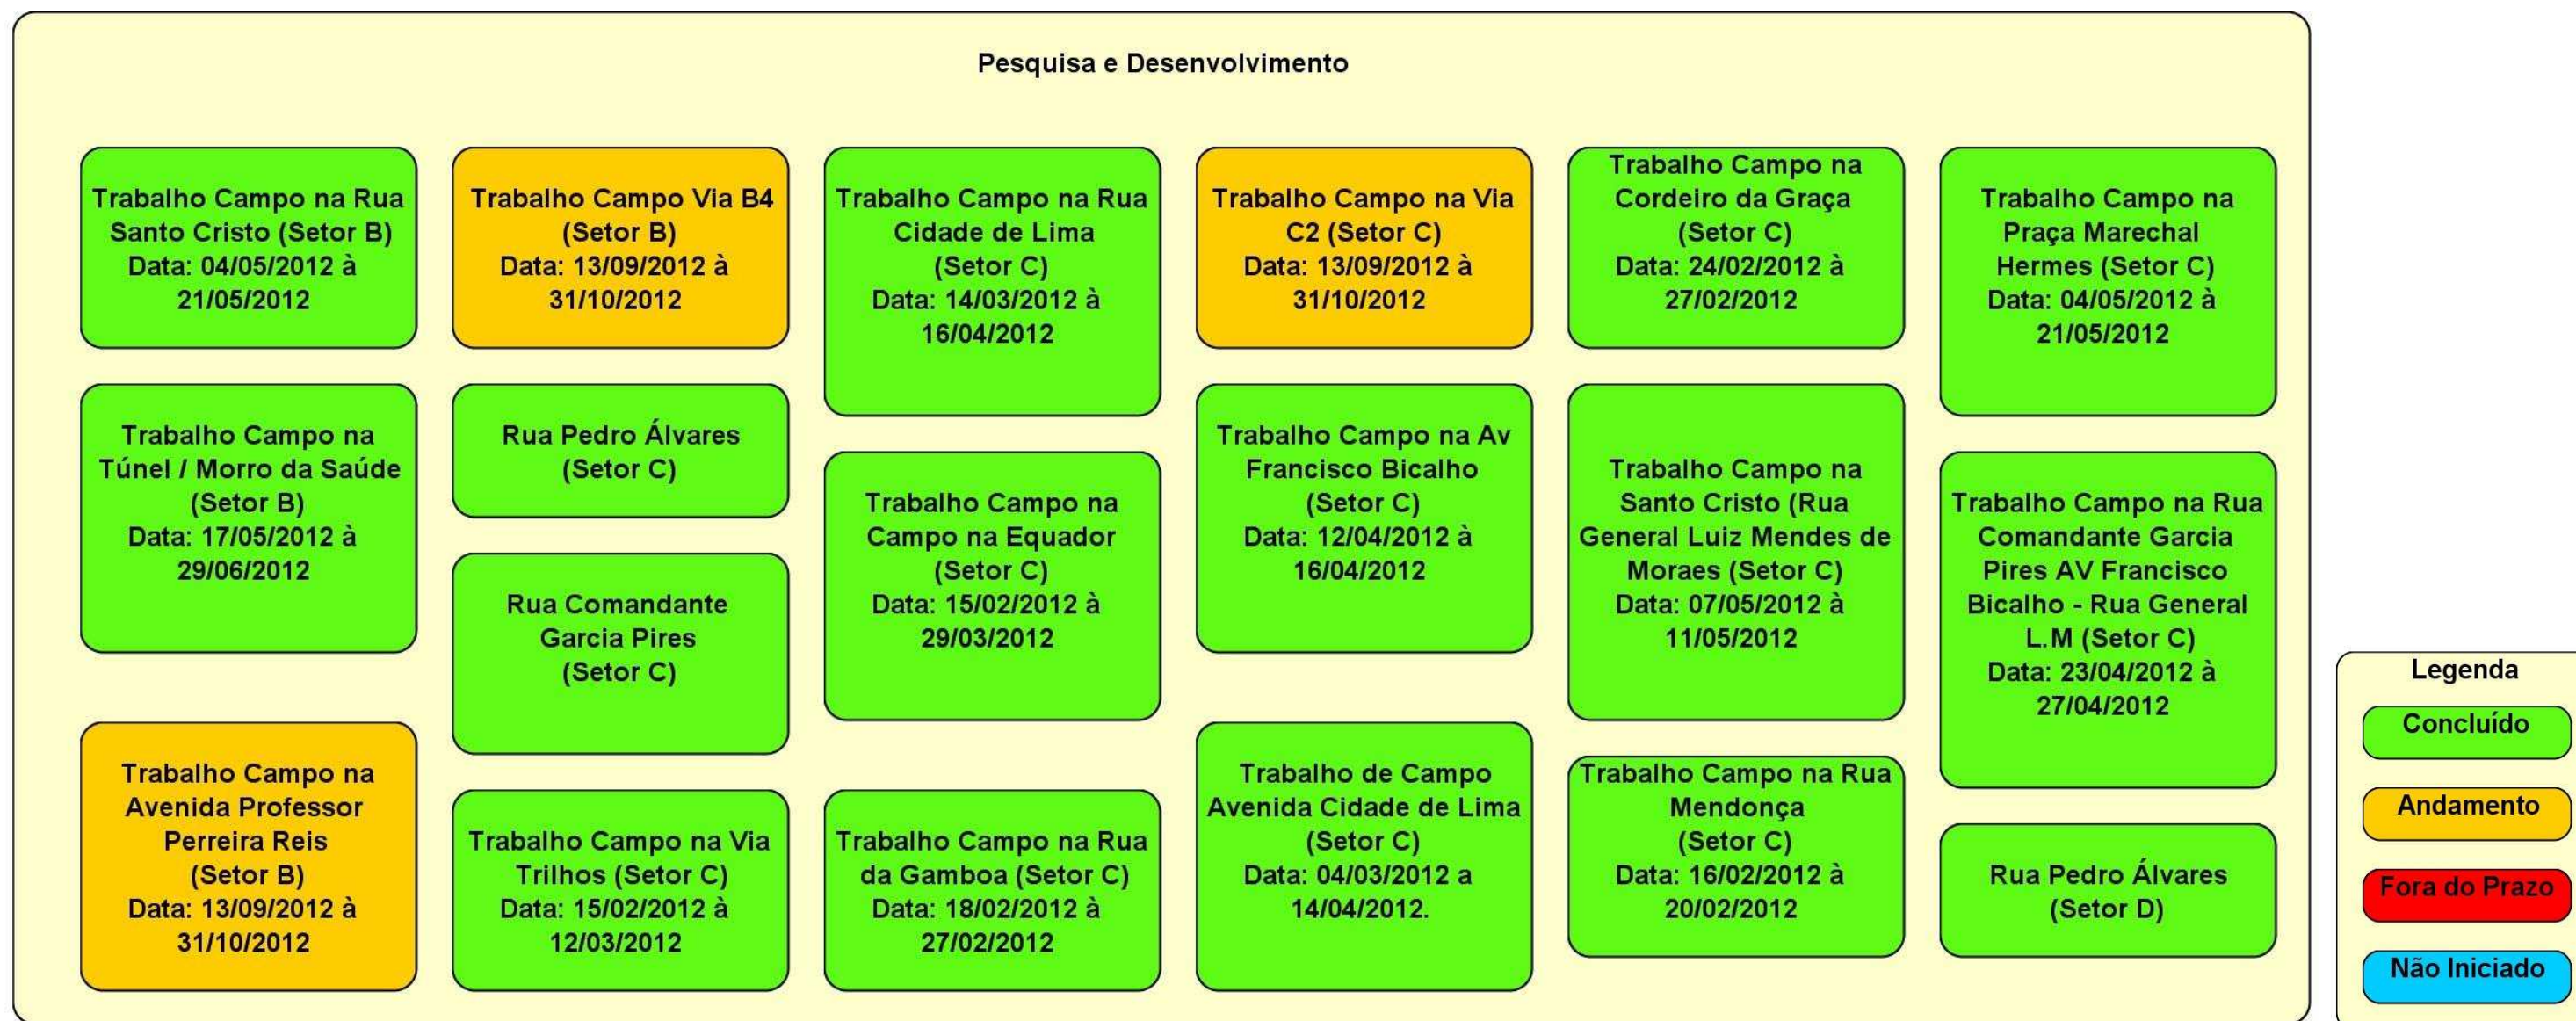 Pesquisa e Desenvolvimento
Trabalho Campo na Rua
Santo Cristo (Setor B)
Data: 04/05/2012 à
21/05/2012
Trabalho Campo na
Túnel / Morro da Saúde
(Setor B)
Data: 17/05/2012 à
29/06/2012
Trabalho Campo na
Avenida Professor
Perreira Reis
(Setor B)
Data: 13/09/2012 à
31/10/2012
Trabalho Campo Via B4
(Setor B)
Data: 13/09/2012 à
31/10/2012
Rua Pedro Álvares
(Setor C)
Rua Comandante
Garcia Pires
(Setor C)
Trabalho Campo na Via
Trilhos (Setor C)
Data: 15/02/2012 à
12/03/2012
Trabalho Campo na Rua
Cidade de Lima
(Setor C)
Data: 14/03/2012 à
16/04/2012
Trabalho Campo na
Campo na Equador
(Setor C)
Data: 15/02/2012 à
29/03/2012
Trabalho Campo na Rua
da Gamboa (Setor C)
Data: 18/02/2012 à
27/02/2012
Trabalho Campo na Via
C2 (Setor C)
Data: 13/09/2012 à
31/10/2012
Trabalho Campo na Av
Francisco Bicalho
(Setor C)
Data: 12/04/2012 à
16/04/2012
Trabalho de Campo
Avenida Cidade de Lima
(Setor C)
Data: 04/03/2012 a
14/04/2012.
Trabalho Campo na
Cordeiro da Graça
(Setor C)
Data: 24/02/2012 à
27/02/2012
Trabalho Campo na
Santo Cristo (Rua
General Luiz Mendes de
Moraes (Setor C)
Data: 07/05/2012 à
11/05/2012
Trabalho Campo na Rua
Mendonça
(Setor C)
Data: 16/02/2012 à
20/02/2012
Trabalho Campo na
Praça Marechal
Hermes (Setor C)
Data: 04/05/2012 à
21/05/2012
Trabalho Campo na Rua
Comandante Garcia
Pires AV Francisco
Bicalho - Rua General
L.M (Setor C)
Data: 23/04/2012 à
27/04/2012
Rua Pedro Álvares
(Setor D)
Legenda
Concluído
Andamento
Fora do Prazo
Não Iniciado